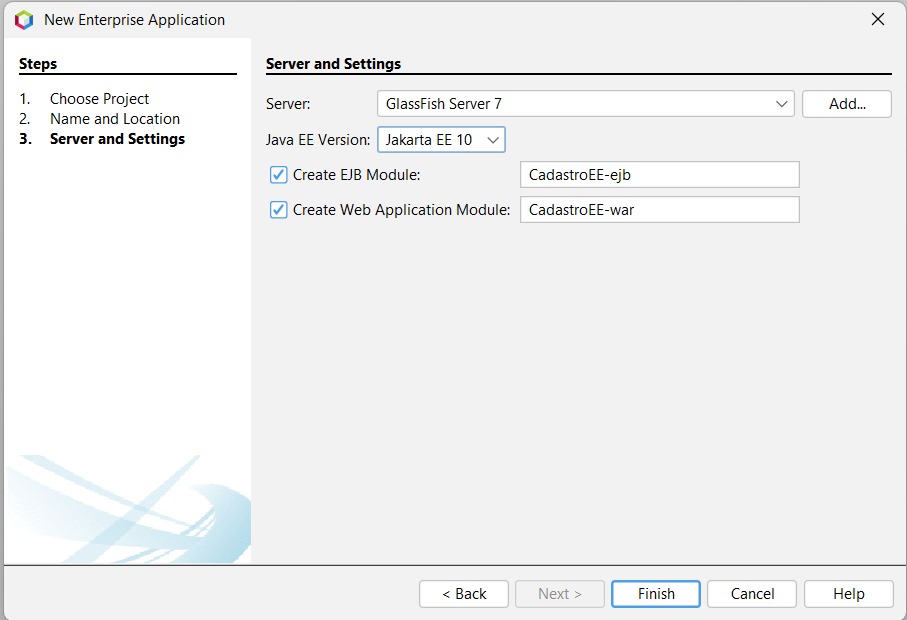 New Enterprise Application
Steps
1. Choose Project
2. Name and Location
3. Server and Settings
Server and Settings
Server: GlassFish Server 7 Add...
Java EE Version: Jakarta EE 10
Create EJB Module: CadastroEE-ejb
Create Web Application Module: CadastroEE-war
< Back Next > Finish Cancel Help